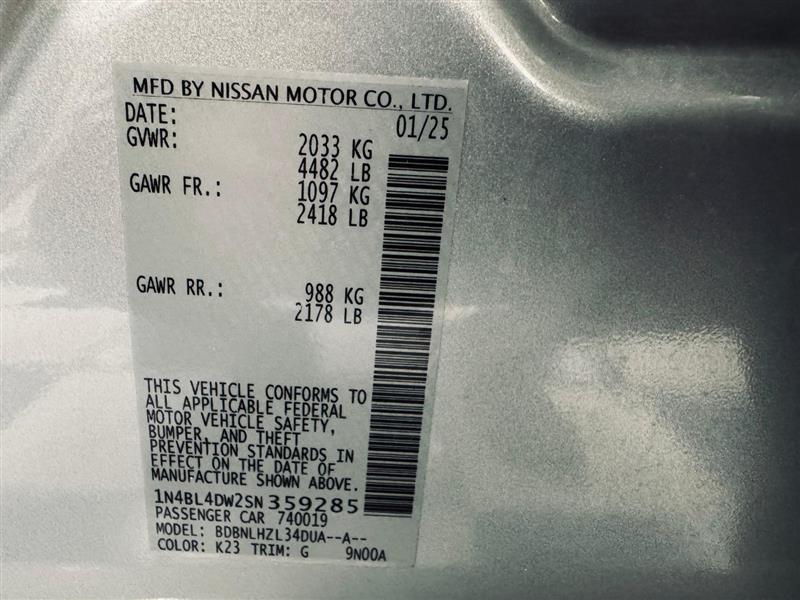 MFD BY NISSAN MOTOR CO., LTD.
DATE: 01/25
GVWR: 2033 KG
4482 LB
GAWR FR.: 1097 KG
2418 LB
GAWR RR.: 988 KG
2178 LB
THIS VEHICLE CONFORMS TO
ALL APPLICABLE FEDERAL
MOTOR VEHICLE SAFETY,
BUMPER, AND THEFT
PREVENTION STANDARDS IN
EFFECT ON THE DATE OF
MANUFACTURE SHOWN ABOVE.
1N4BL4DW2SN359285
PASSENGER CAR 740019
MODEL: BDBNLHZL34DUA--A--
COLOR: K23 TRIM: G 9N00A